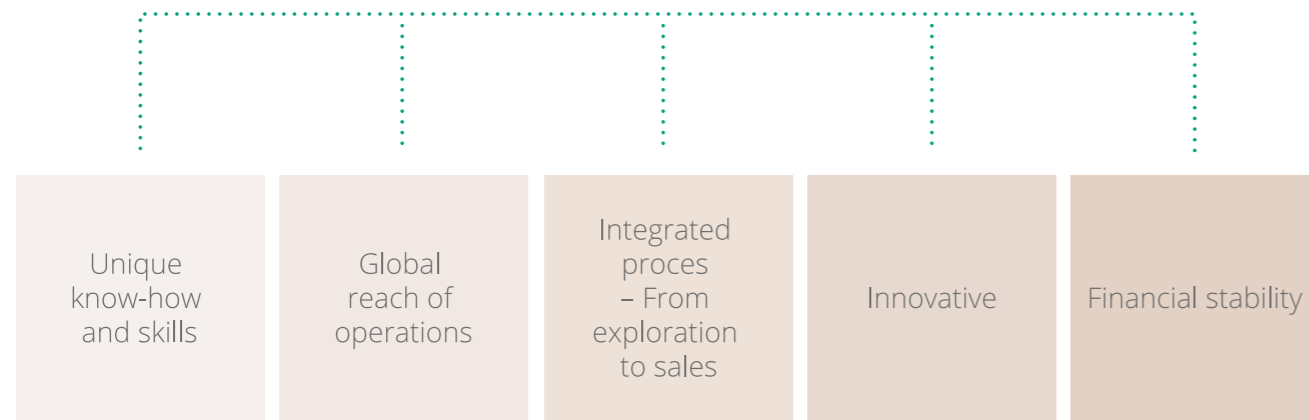 Unique
know-how
and skills
Global
reach of
operations
Integrated
proces
– From
exploration
to sales
Innovative
Financial stability